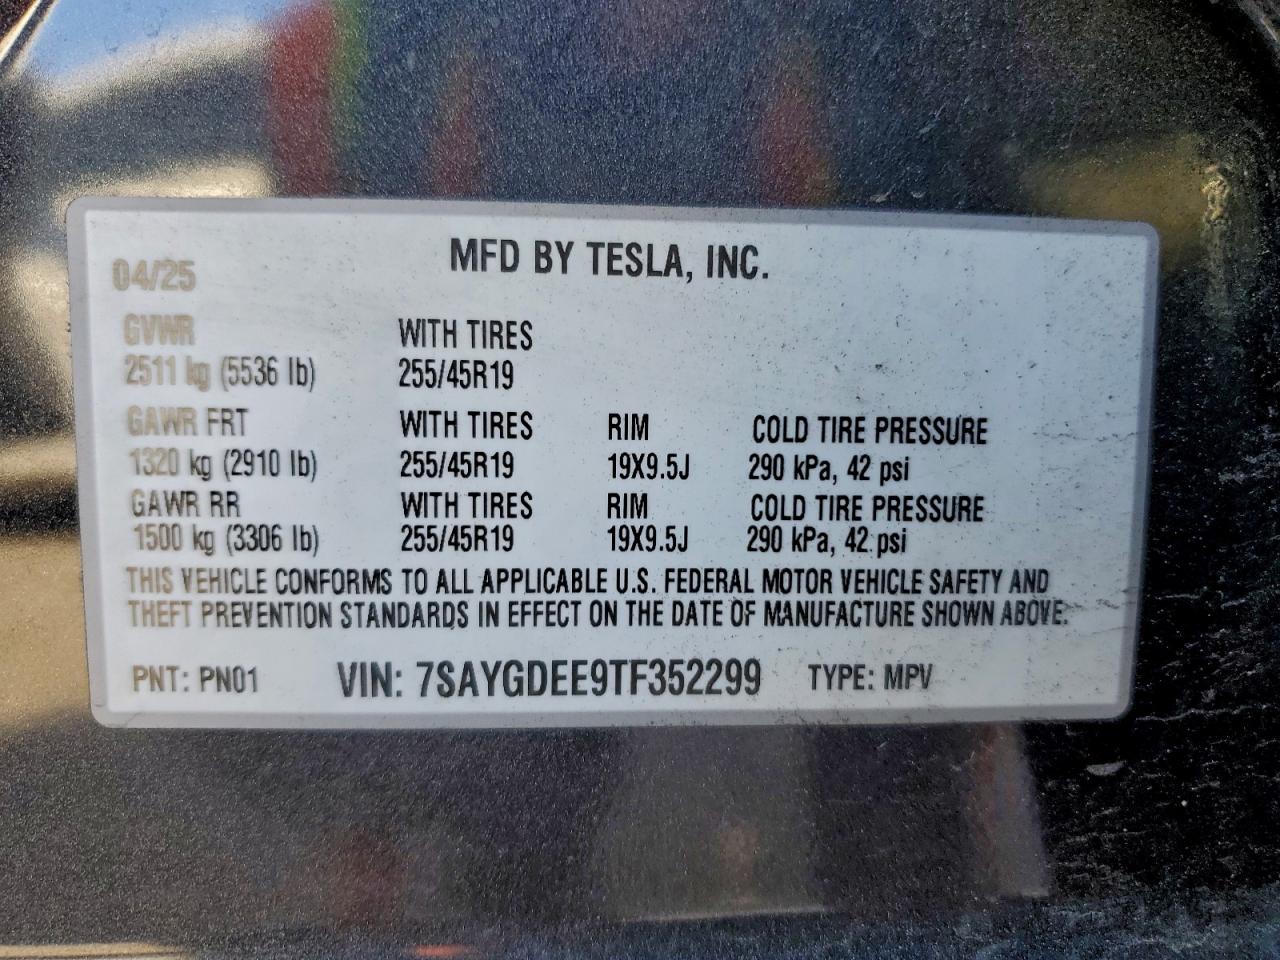 MFD BY TESLA, INC.
04/25
GVWR WITH TIRES
2511 kg (5536 lb) 255/45R19
GAWR FRT WITH TIRES RIM COLD TIRE PRESSURE
1320 kg (2910 lb) 255/45R19 19X9.5J 290 kPa, 42 psi
GAWR RR WITH TIRES RIM COLD TIRE PRESSURE
1500 kg (3306 lb) 255/45R19 19X9.5J 290 kPa, 42 psi
THIS VEHICLE CONFORMS TO ALL APPLICABLE U.S. FEDERAL MOTOR VEHICLE SAFETY AND
THEFT PREVENTION STANDARDS IN EFFECT ON THE DATE OF MANUFACTURE SHOWN ABOVE.
PNT: PN01 VIN: 7SAYGDEE9TF352299 TYPE: MPV